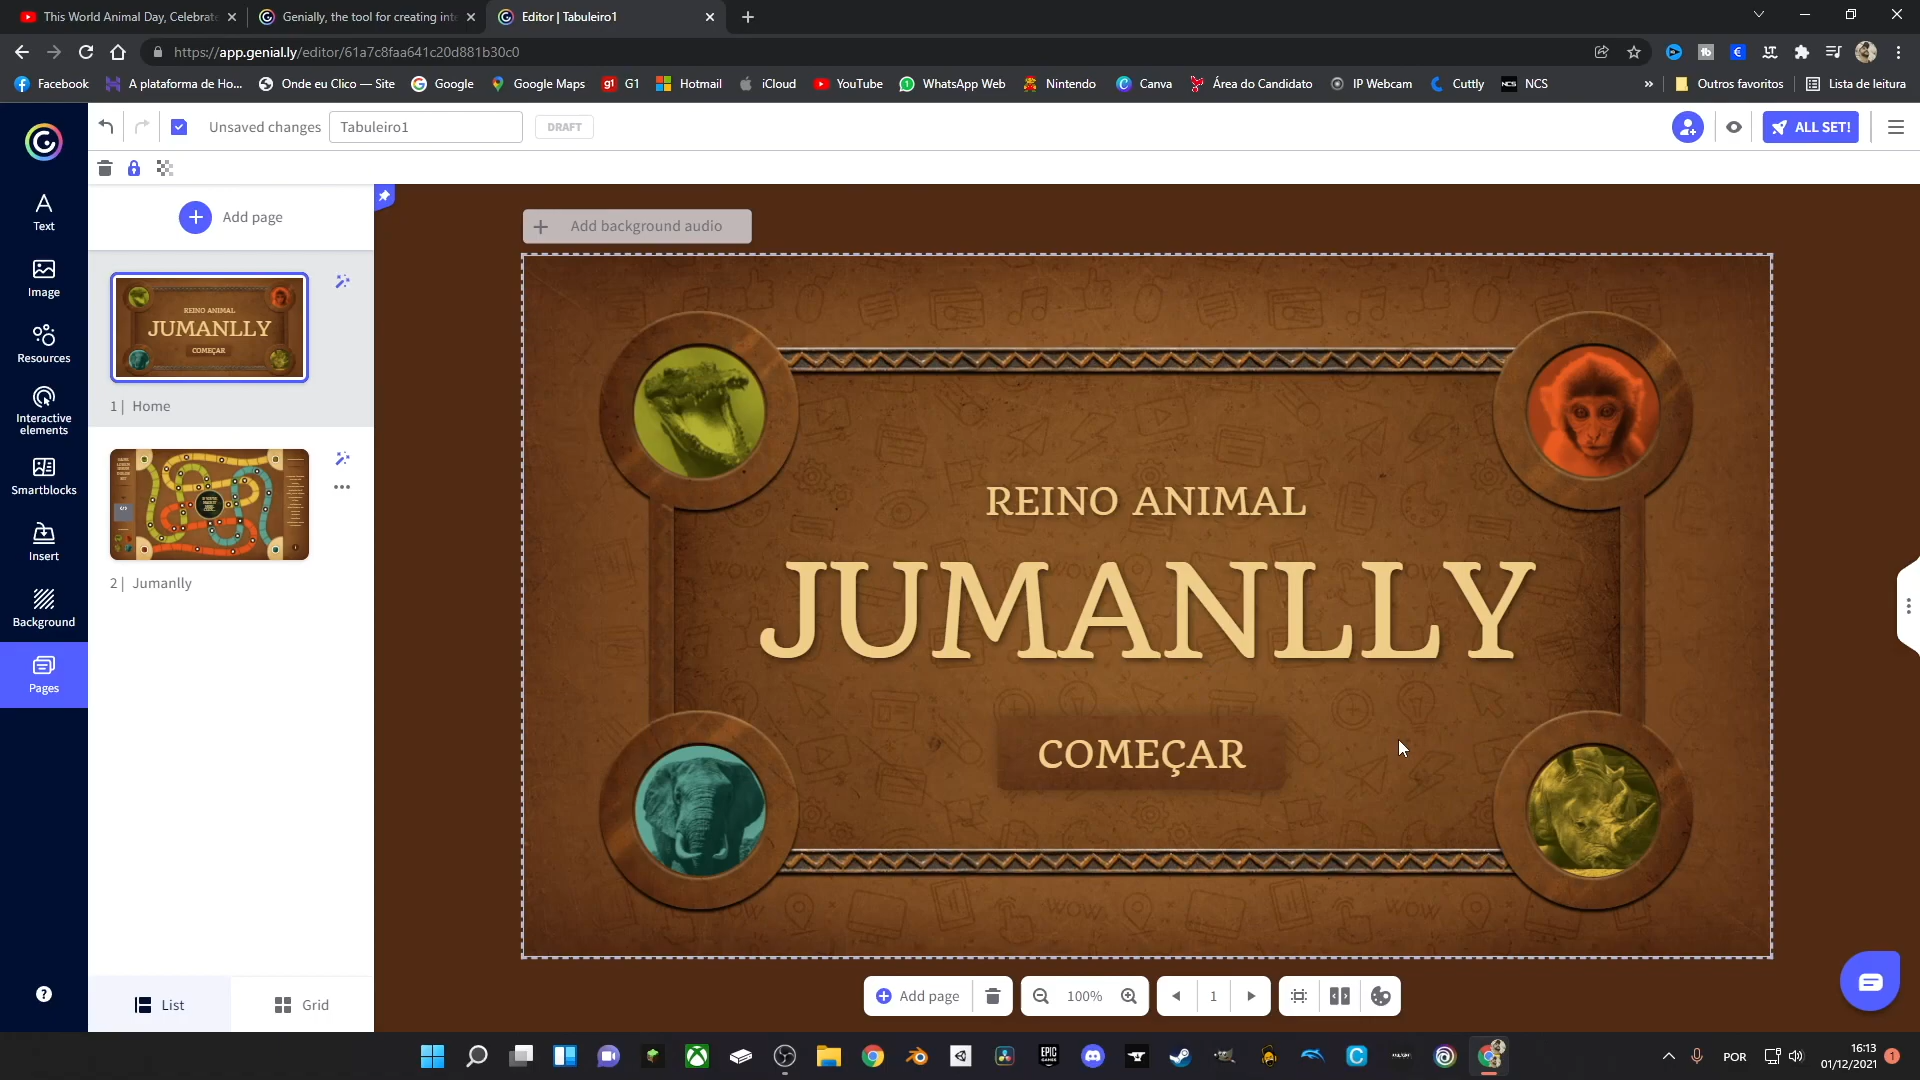 This World Animal Day, Celebrate
Genially, the tool for creating inte
Editor | Tabuleiro1
https://app.genial.ly/editor/61a7c8faa641c20d881b30c0
Facebook
A plataforma de Ho...
Onde eu Clico — Site
Google
Google Maps
G1
Hotmail
iCloud
YouTube
WhatsApp Web
Nintendo
Canva
Área do Candidato
IP Webcam
Cuttly
NCS
»
Outros favoritos
Lista de leitura
Unsaved changes
Tabuleiro1
DRAFT
ALL SET!
Text
Image
Resources
Interactive
elements
Smartblocks
Insert
Background
Pages
Add page
REINO ANIMAL
JUMANLLY
COMEÇAR
1 | Home
2 | Jumanlly
List
Grid
Add background audio
REINO ANIMAL
JUMANLLY
COMEÇAR
Add page
100%
1
POR
16:13
01/12/2021
1